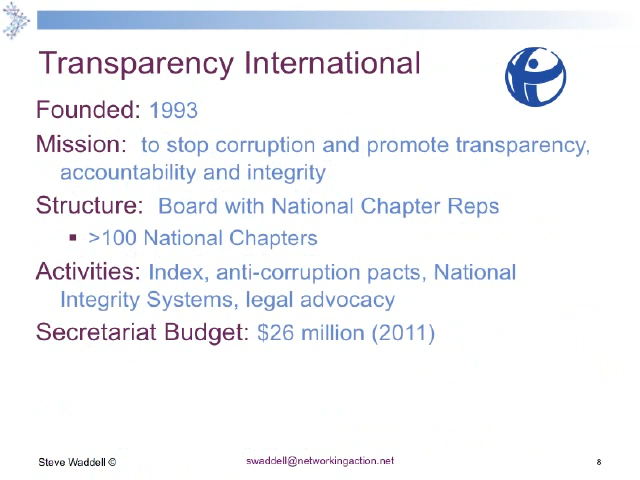 Transparency International
Founded: 1993
Mission: to stop corruption and promote transparency,
accountability and integrity
Structure: Board with National Chapter Reps
▪ >100 National Chapters
Activities: Index, anti-corruption pacts, National
Integrity Systems, legal advocacy
Secretariat Budget: $26 million (2011)
Steve Waddell © swaddell@networkingaction.net 8